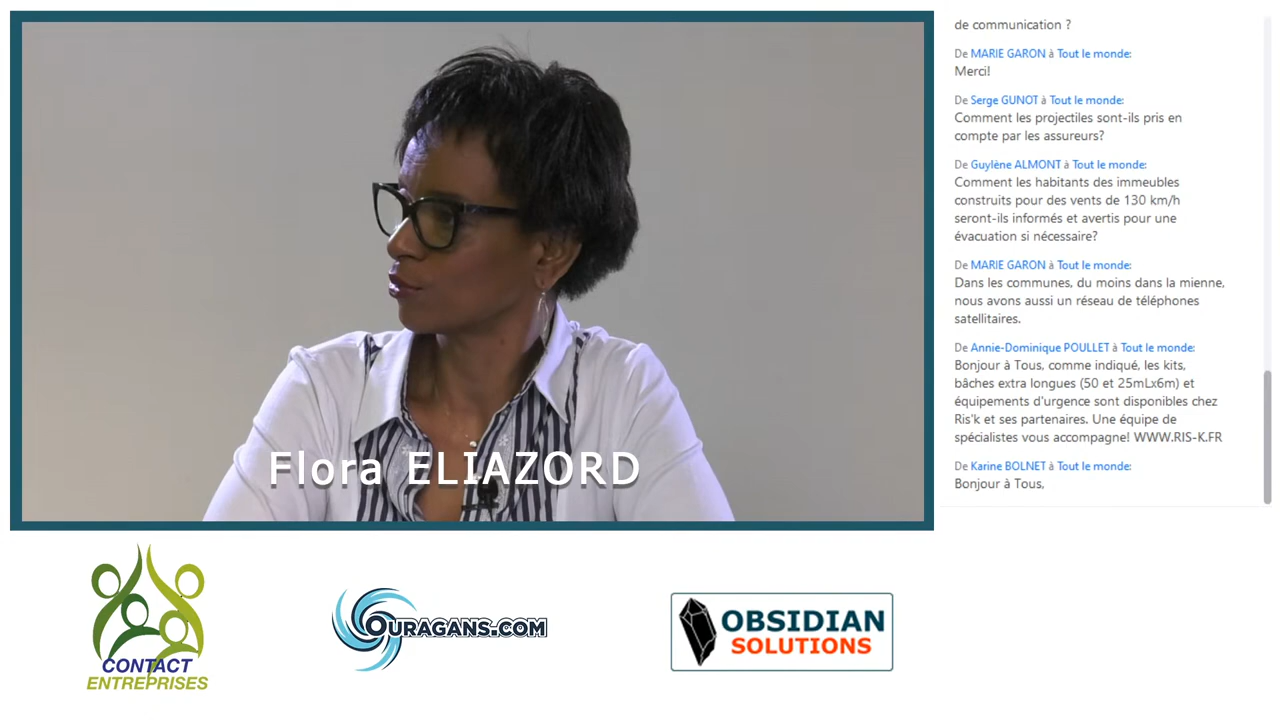 Flora ELIAZORD
CONTACT
ENTREPRISES
OURAGANS.COM
OBSIDIAN
SOLUTIONS
de communication ?
De MARIE GARON à Tout le monde:
Merci!
De Serge GUNOT à Tout le monde:
Comment les projectiles sont-ils pris en
compte par les assureurs?
De Guylène ALMONT à Tout le monde:
Comment les habitants des immeubles
construits pour des vents de 130 km/h
seront-ils informés et avertis pour une
évacuation si nécessaire?
De MARIE GARON à Tout le monde:
Dans les communes, du moins dans la mienne,
nous avons aussi un réseau de téléphones
satellitaires.
De Annie-Dominique POULLET à Tout le monde:
Bonjour à Tous, comme indiqué, les kits,
bâches extra longues (50 et 25mLx6m) et
équipements d'urgence sont disponibles chez
Ris'k et ses partenaires. Une équipe de
spécialistes vous accompagne! WWW.RIS-K.FR
De Karine BOLNET à Tout le monde:
Bonjour à Tous,